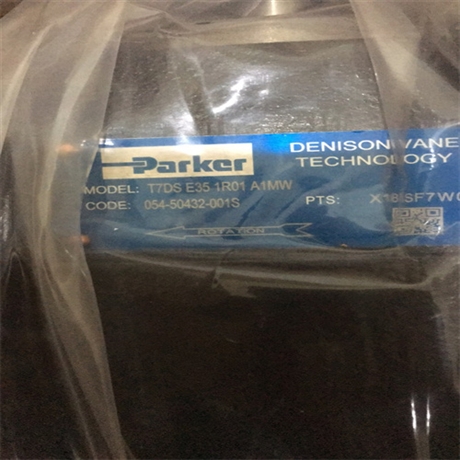 Parker
DENISON VANE
TECHNOLOGY
MODEL: T7DS E35 1R01 A1MW
CODE: 054-50432-001S
PTS:
ROTATION